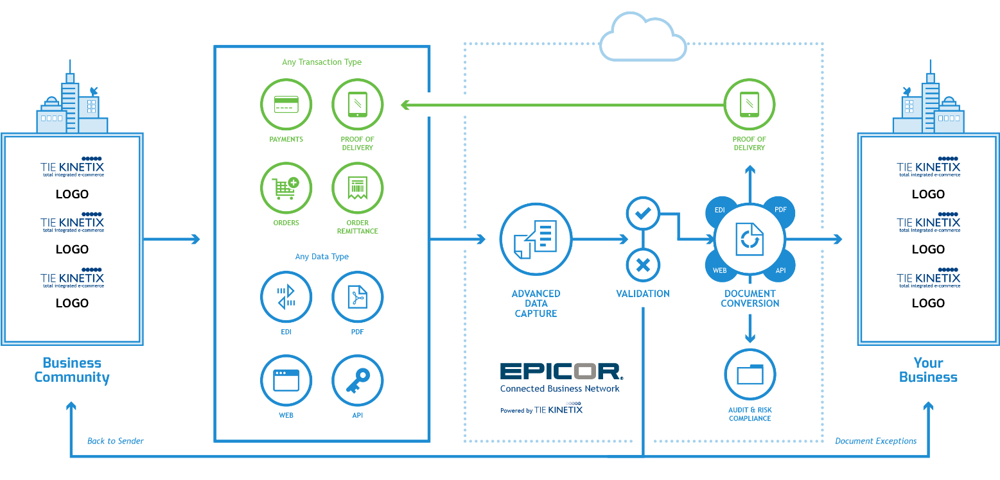 TIE KINETIX
total integrated e-commerce
LOGO
TIE KINETIX
total integrated e-commerce
LOGO
TIE KINETIX
total integrated e-commerce
LOGO
Business
Community
Back to Sender
Any Transaction Type
PAYMENTS
PROOF OF
DELIVERY
ORDERS
ORDER
REMITTANCE
Any Data Type
EDI
PDF
WEB
API
ADVANCED
DATA
CAPTURE
VALIDATION
EDI
PDF
WEB
API
DOCUMENT
CONVERSION
PROOF OF
DELIVERY
AUDIT & RISK
COMPLIANCE
EPICOR®
Connected Business Network
Powered by TIE KINETIX
TIE KINETIX
total integrated e-commerce
LOGO
TIE KINETIX
total integrated e-commerce
LOGO
TIE KINETIX
total integrated e-commerce
LOGO
Your
Business
Document Exceptions